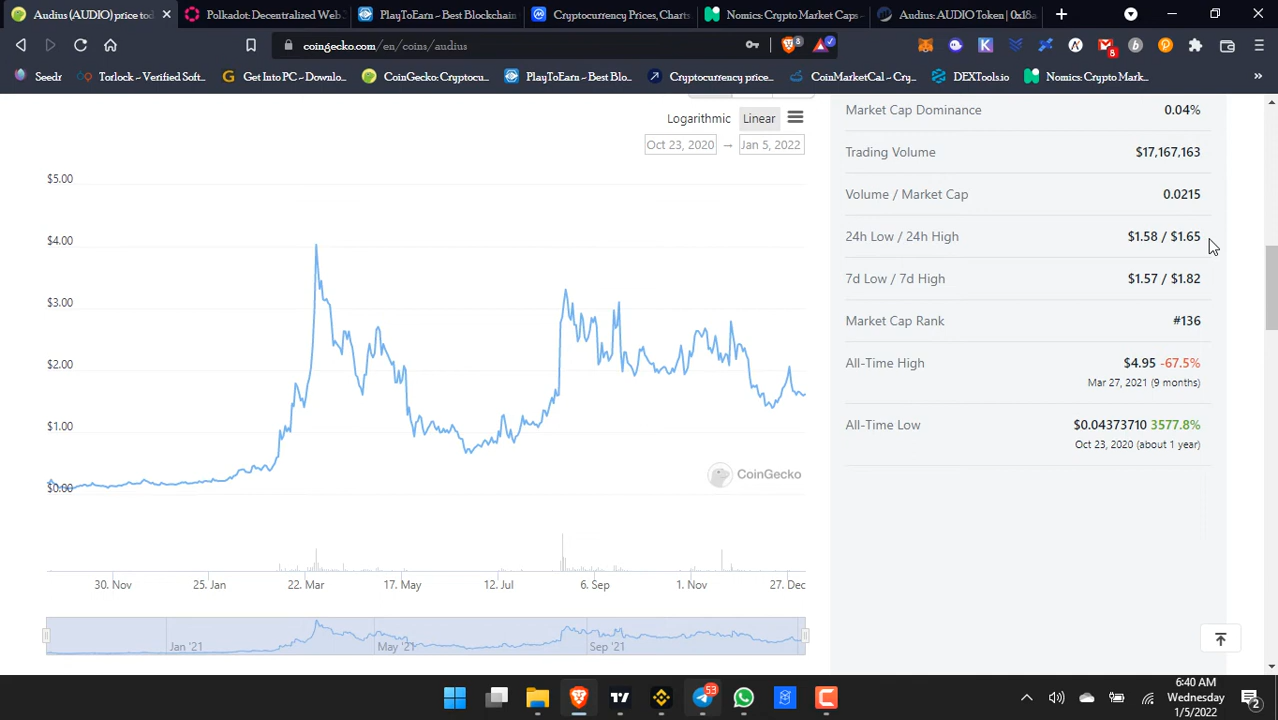 Audius (AUDIO) price tod
Polkadot: Decentralized Web
PlayToEarn - Best Blockchain
Cryptocurrency Prices, Charts
Nomics: Crypto Market Caps -
Audius: AUDIO Token | 0x18a
coingecko.com/en/coins/audius
8
8
Seedr
Torlock - Verified Soft...
Get Into PC – Downlo...
CoinGecko: Cryptocu...
PlayToEarn - Best Blo...
Cryptocurrency price...
CoinMarketCal - Cry...
DEXTools.io
Nomics: Crypto Mark...
»
Logarithmic
Linear
Oct 23, 2020 → Jan 5, 2022
$5.00
$4.00
$3.00
$2.00
$1.00
$0.00
CoinGecko
30. Nov
25. Jan
22. Mar
17. May
12. Jul
6. Sep
1. Nov
27. Dec
Jan '21
May '21
Sep '21
Market Cap Dominance
0.04%
Trading Volume
$17,167,163
Volume / Market Cap
0.0215
24h Low / 24h High
$1.58 / $1.65
7d Low / 7d High
$1.57 / $1.82
Market Cap Rank
#136
All-Time High
$4.95 -67.5%
Mar 27, 2021 (9 months)
All-Time Low
$0.04373710 3577.8%
Oct 23, 2020 (about 1 year)
53
6:40 AM
Wednesday
1/5/2022
2